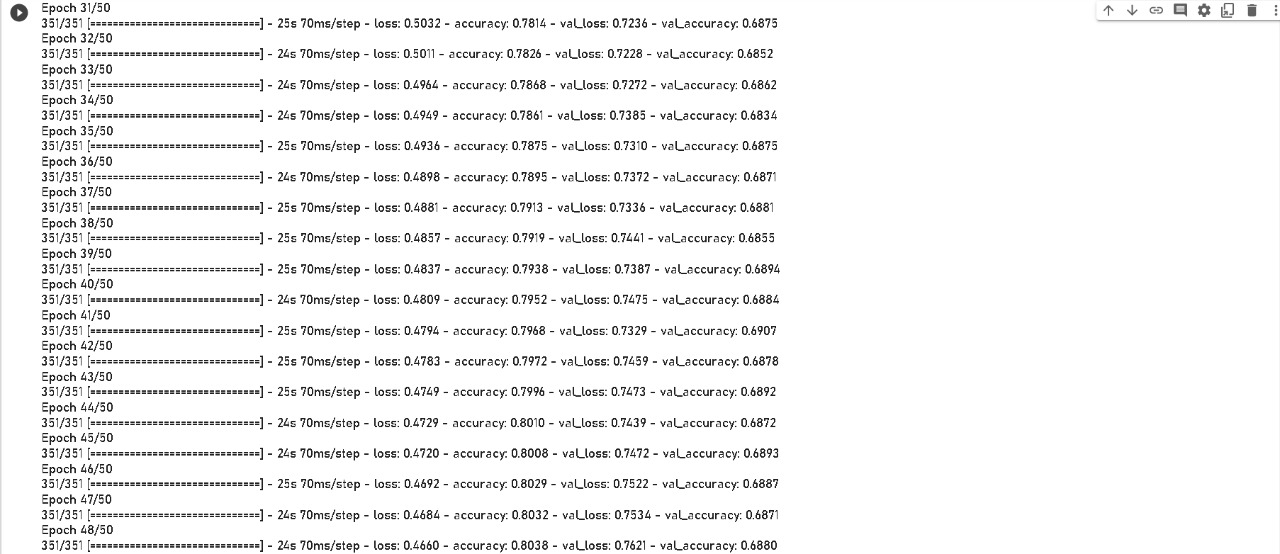 Epoch 31/50
351/351 [==============================] - 25s 70ms/step - loss: 0.5032 - accuracy: 0.7814 - val_loss: 0.7236 - val_accuracy: 0.6875
Epoch 32/50
351/351 [==============================] - 24s 70ms/step - loss: 0.5011 - accuracy: 0.7826 - val_loss: 0.7228 - val_accuracy: 0.6852
Epoch 33/50
351/351 [==============================] - 24s 70ms/step - loss: 0.4964 - accuracy: 0.7868 - val_loss: 0.7272 - val_accuracy: 0.6862
Epoch 34/50
351/351 [==============================] - 24s 70ms/step - loss: 0.4949 - accuracy: 0.7861 - val_loss: 0.7385 - val_accuracy: 0.6834
Epoch 35/50
351/351 [==============================] - 25s 70ms/step - loss: 0.4936 - accuracy: 0.7875 - val_loss: 0.7310 - val_accuracy: 0.6875
Epoch 36/50
351/351 [==============================] - 24s 70ms/step - loss: 0.4898 - accuracy: 0.7895 - val_loss: 0.7372 - val_accuracy: 0.6871
Epoch 37/50
351/351 [==============================] - 24s 70ms/step - loss: 0.4881 - accuracy: 0.7913 - val_loss: 0.7336 - val_accuracy: 0.6881
Epoch 38/50
351/351 [==============================] - 25s 70ms/step - loss: 0.4857 - accuracy: 0.7919 - val_loss: 0.7441 - val_accuracy: 0.6855
Epoch 39/50
351/351 [==============================] - 25s 70ms/step - loss: 0.4837 - accuracy: 0.7938 - val_loss: 0.7387 - val_accuracy: 0.6894
Epoch 40/50
351/351 [==============================] - 24s 70ms/step - loss: 0.4809 - accuracy: 0.7952 - val_loss: 0.7475 - val_accuracy: 0.6884
Epoch 41/50
351/351 [==============================] - 25s 70ms/step - loss: 0.4794 - accuracy: 0.7968 - val_loss: 0.7329 - val_accuracy: 0.6907
Epoch 42/50
351/351 [==============================] - 25s 70ms/step - loss: 0.4783 - accuracy: 0.7972 - val_loss: 0.7459 - val_accuracy: 0.6878
Epoch 43/50
351/351 [==============================] - 25s 70ms/step - loss: 0.4749 - accuracy: 0.7996 - val_loss: 0.7473 - val_accuracy: 0.6892
Epoch 44/50
351/351 [==============================] - 24s 70ms/step - loss: 0.4729 - accuracy: 0.8010 - val_loss: 0.7439 - val_accuracy: 0.6872
Epoch 45/50
351/351 [==============================] - 24s 70ms/step - loss: 0.4720 - accuracy: 0.8008 - val_loss: 0.7472 - val_accuracy: 0.6893
Epoch 46/50
351/351 [==============================] - 25s 70ms/step - loss: 0.4692 - accuracy: 0.8029 - val_loss: 0.7522 - val_accuracy: 0.6887
Epoch 47/50
351/351 [==============================] - 24s 70ms/step - loss: 0.4684 - accuracy: 0.8032 - val_loss: 0.7534 - val_accuracy: 0.6871
Epoch 48/50
351/351 [==============================] - 24s 70ms/step - loss: 0.4660 - accuracy: 0.8038 - val_loss: 0.7621 - val_accuracy: 0.6880